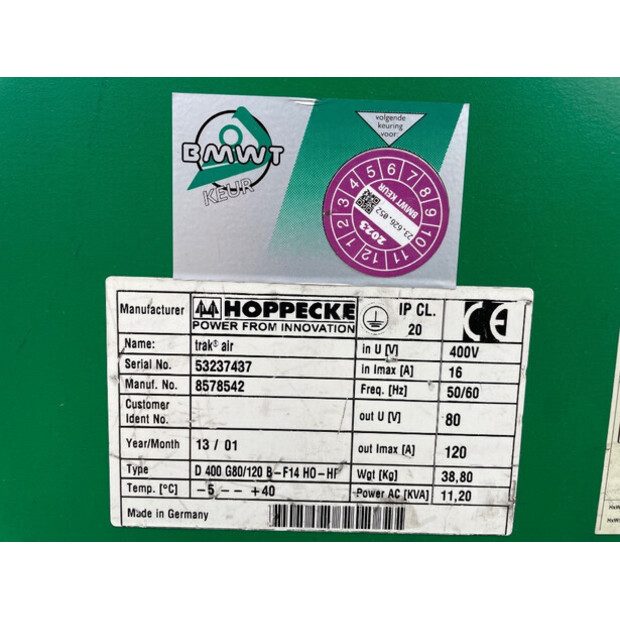 volgende
keuring
voor:
BMWT
KEUR
1 2 3 4 5 6 7 8 9 10 11 12
BMWT KEUR
23.626.052
2023
Manufacturer HOPPECKE IP CL. CE
POWER FROM INNOVATION 20
Name: trak® air in U [V] 400V
Serial No. 53237437 in Imax [A] 16
Manuf. No. 8578542 Freq. [Hz] 50/60
Customer
Ident No. out U [V] 80
Year/Month 13 / 01 out Imax [A] 120
Type D 400 G80/120 B-F14 HO-HF Wgt [Kg] 38,80
Temp. [°C] -5 -- +40 Power AC [KVA] 11,20
Made in Germany